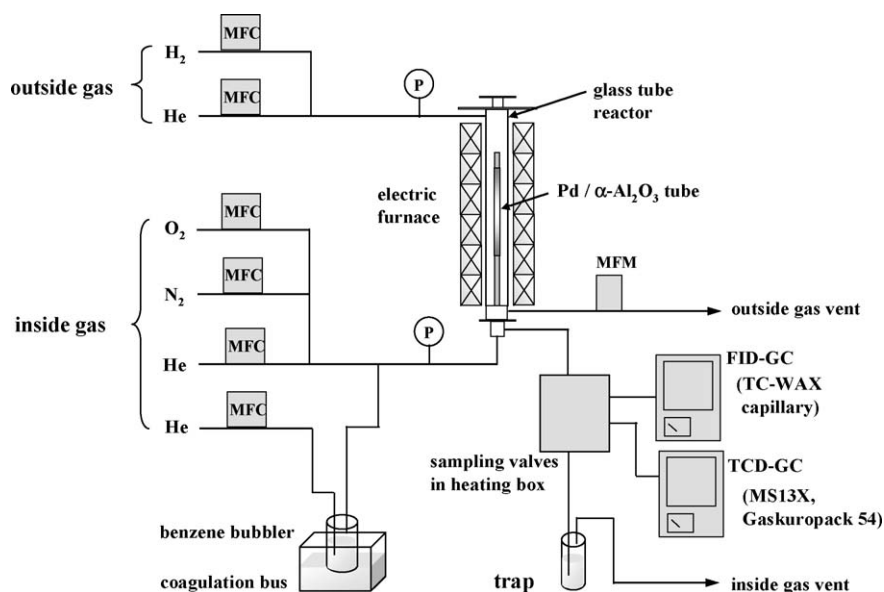 MFC
H2
outside gas
MFC
He
P
glass tube
reactor
electric
furnace
Pd / α-Al2O3 tube
MFC
O2
MFC
N2
inside gas
MFC
He
P
MFC
He
MFM
outside gas vent
FID-GC
(TC-WAX
capillary)
sampling valves
in heating box
TCD-GC
(MS13X,
Gaskuropack 54)
benzene bubbler
coagulation bus
trap
inside gas vent